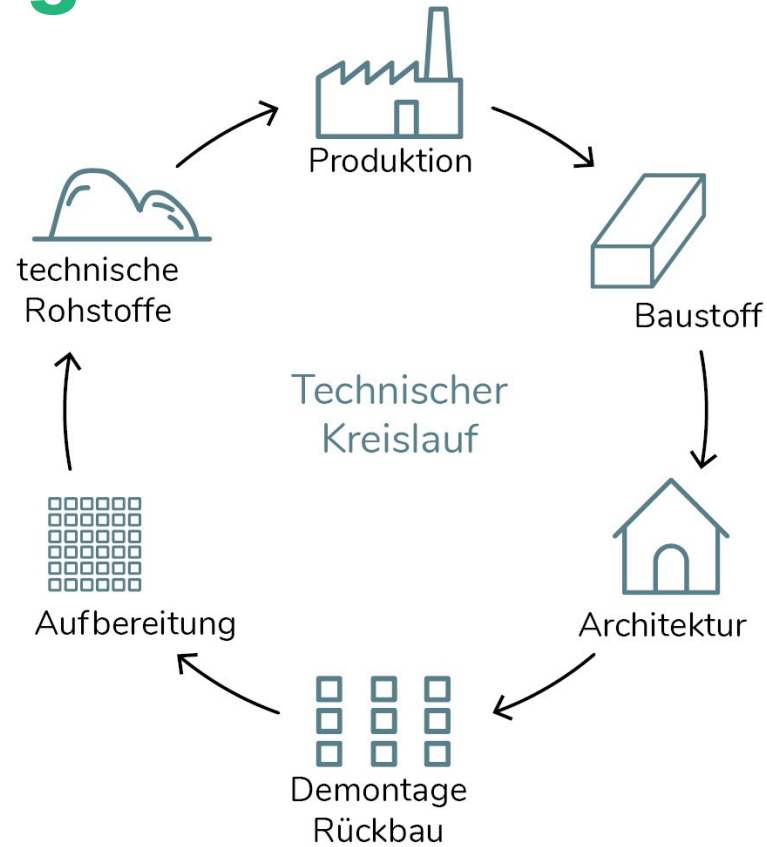 g
Produktion
Baustoff
technische
Rohstoffe
Technischer
Kreislauf
Architektur
Aufbereitung
Demontage
Rückbau